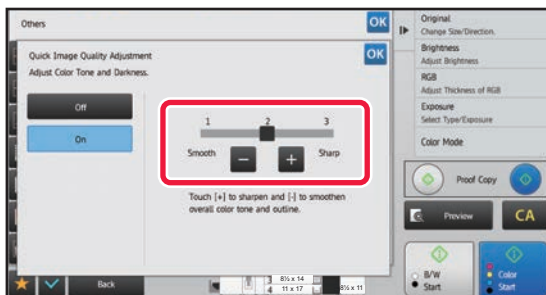 Others
OK
Quick Image Quality Adjustment
OK
Adjust Color Tone and Darkness.
Off
On
1 2 3
Smooth - + Sharp
Touch [+] to sharpen and [-] to smoothen
overall color tone and outline.
Back
3 8½ x 14
4 11 x 17
8½ x 11
Original
Change Size/Direction.
Brightness
Adjust Brightness
RGB
Adjust Thickness of RGB
Exposure
Select Type/Exposure
Color Mode
Proof Copy
Preview
CA
B/W
Start
Color
Start